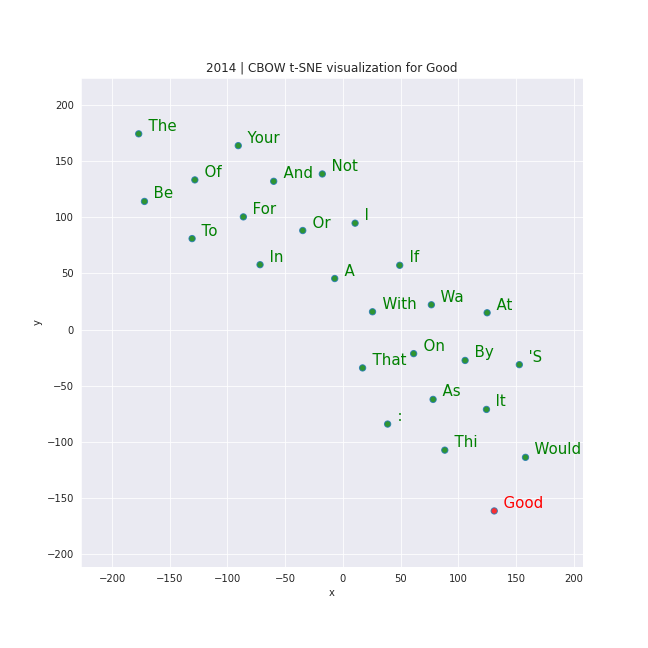 2014 | CBOW t-SNE visualization for Good
200
The
Your
150
Not
Of
And
Be
For
100
I
Or
To
In
If
50
A
Wa
With
At
0
On
By
'S
That
−50
As
It
:
−100
Thi
Would
−150
Good
−200
−200 −150 −100 −50 0 50 100 150 200
x
y